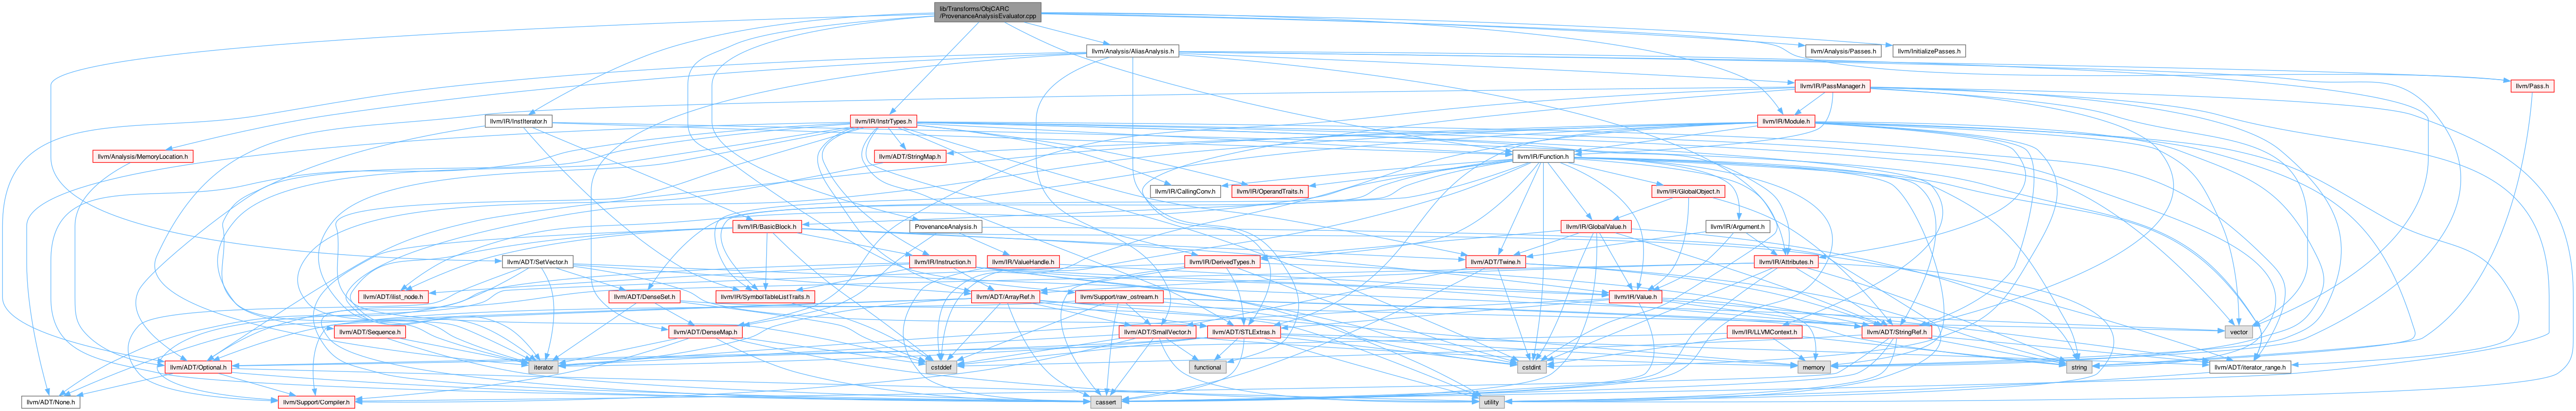 lib/Transforms/ObjCARC
/ProvenanceAnalysisEvaluator.cpp
llvm/Analysis/AliasAnalysis.h
llvm/Analysis/Passes.h
llvm/InitializePasses.h
llvm/IR/PassManager.h
llvm/Pass.h
llvm/IR/InstIterator.h
llvm/IR/InstrTypes.h
llvm/IR/Module.h
llvm/Analysis/MemoryLocation.h
llvm/ADT/StringMap.h
llvm/IR/Function.h
llvm/IR/CallingConv.h
llvm/IR/OperandTraits.h
llvm/IR/GlobalObject.h
llvm/IR/BasicBlock.h
ProvenanceAnalysis.h
llvm/IR/GlobalValue.h
llvm/IR/Argument.h
llvm/ADT/SetVector.h
llvm/IR/Instruction.h
llvm/IR/ValueHandle.h
llvm/IR/DerivedTypes.h
llvm/ADT/Twine.h
llvm/IR/Attributes.h
llvm/ADT/ilist_node.h
llvm/ADT/DenseSet.h
llvm/IR/SymbolTableListTraits.h
llvm/ADT/ArrayRef.h
llvm/Support/raw_ostream.h
llvm/IR/Value.h
llvm/ADT/Sequence.h
llvm/ADT/DenseMap.h
llvm/ADT/SmallVector.h
llvm/ADT/STLExtras.h
llvm/IR/LLVMContext.h
llvm/ADT/StringRef.h
vector
llvm/ADT/Optional.h
iterator
cstddef
functional
cstdint
memory
string
llvm/ADT/iterator_range.h
llvm/ADT/None.h
llvm/Support/Compiler.h
cassert
utility